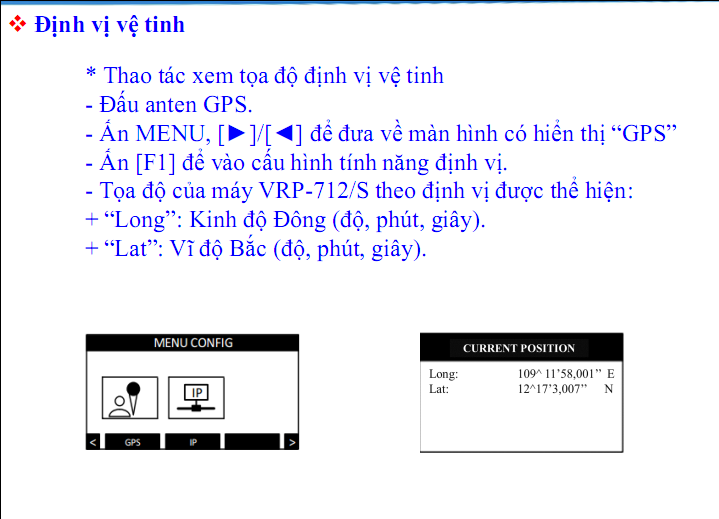 ❖ Định vị vệ tinh
* Thao tác xem tọa độ định vị vệ tinh
- Đấu anten GPS.
- Ấn MENU, [►]/[◄] để đưa về màn hình có hiển thị “GPS”
- Ấn [F1] để vào cấu hình tính năng định vị.
- Tọa độ của máy VRP-712/S theo định vị được thể hiện:
+ “Long”: Kinh độ Đông (độ, phút, giây).
+ “Lat”: Vĩ độ Bắc (độ, phút, giây).
MENU CONFIG
IP
< GPS IP >
CURRENT POSITION
Long: 109^ 11’58,001’’ E
Lat: 12^17’3,007’’ N